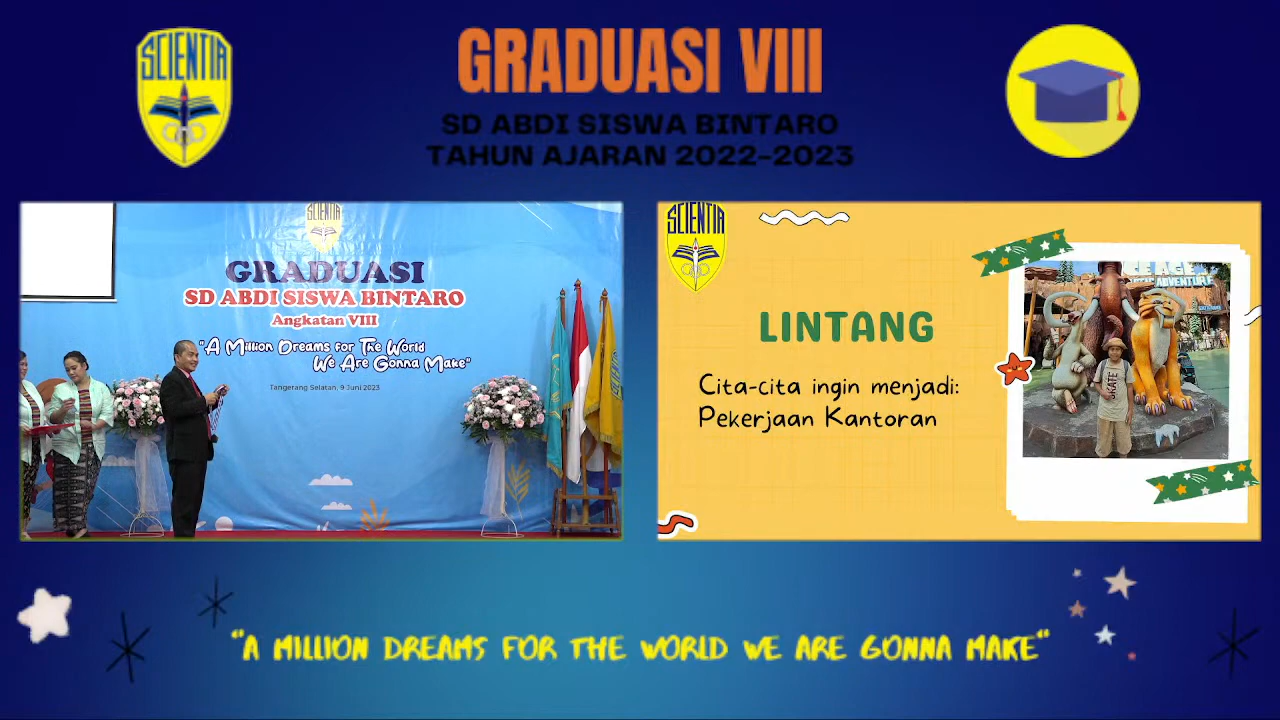 SCIENTIA
GRADUASI VIII
SD ABDI SISWA BINTARO
TAHUN AJARAN 2022-2023
SCIENTIA
GRADUASI
SD ABDI SISWA BINTARO
Angkatan VIII
"A Million Dreams for The World
We Are Gonna Make"
Tangerang Selatan, 9 Juni 2023
SCIENTIA
LINTANG
Cita-cita ingin menjadi:
Pekerjaan Kantoran
ICE AGE
ADVENTURE
SKATE
"A MILLION DREAMS FOR THE WORLD WE ARE GONNA MAKE"